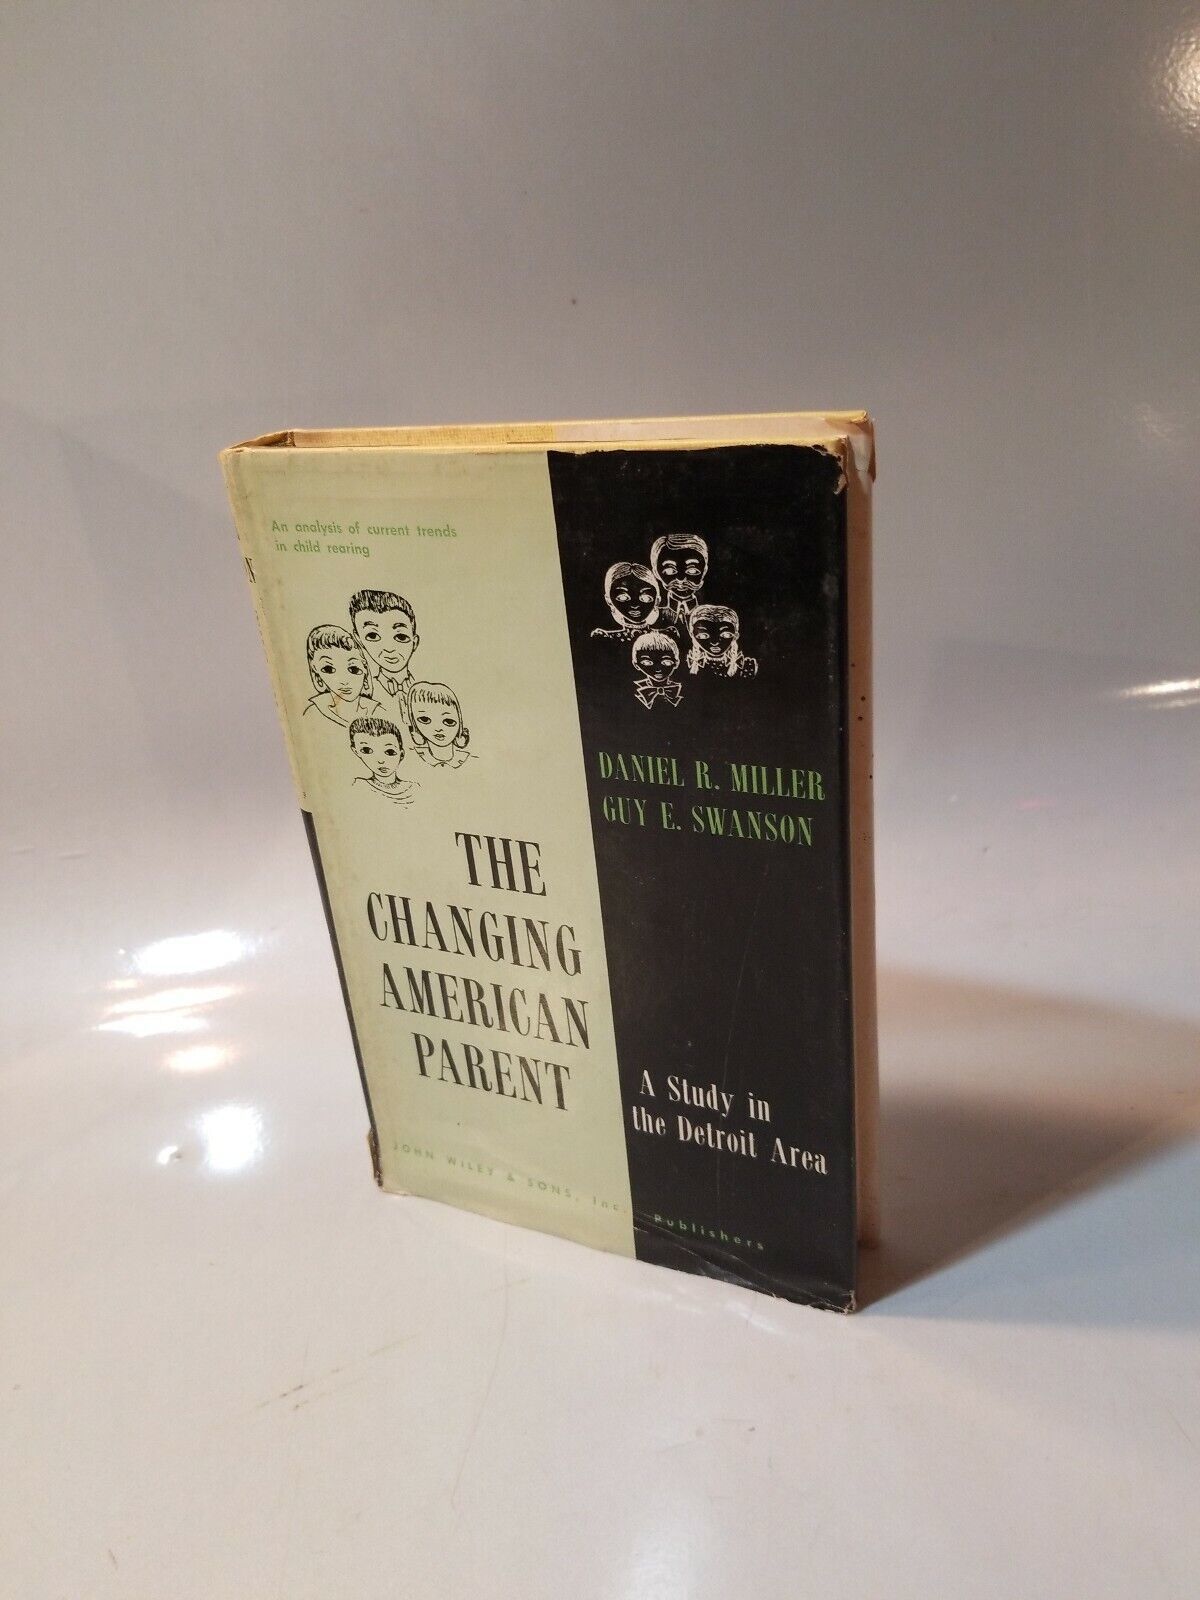 An analysis of current trends
in child rearing
DANIEL R. MILLER
GUY E. SWANSON
THE
CHANGING
AMERICAN
PARENT
A Study in
the Detroit Area
JOHN WILEY & SONS, Inc., Publishers
N